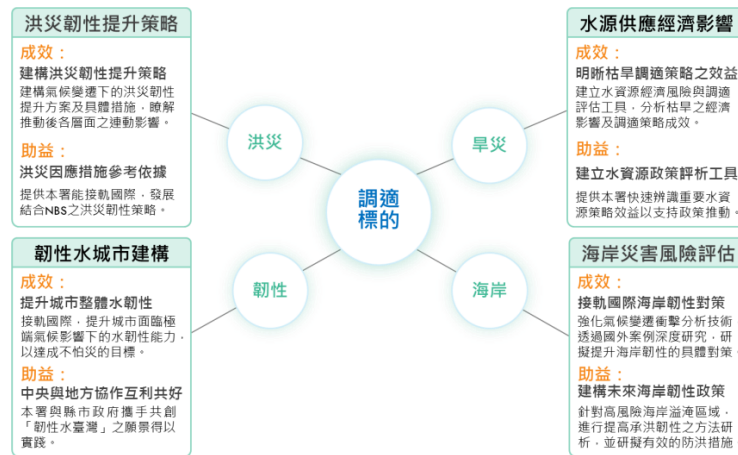 洪災韌性提升策略
成效：
建構洪災韌性提升策略
建構氣候變遷下的洪災韌性
提升方案及具體措施，瞭解
推動後各層面之連動影響。
助益：
洪災因應措施參考依據
提供本署能接軌國際，發展
結合NBS之洪災韌性策略。
水源供應經濟影響
成效：
明晰枯旱調適策略之效益
建立水資源經濟風險與調適
評估工具，分析枯旱之經濟
影響及調適策略成效。
助益：
建立水資源政策評析工具
提供本署快速辨識重要水資
源策略效益以支持政策推動。
洪災
旱災
調適
標的
韌性
海岸
韌性水城市建構
成效：
提升城市整體水韌性
接軌國際，提升城市面臨極
端氣候影響下的水韌性能力，
以達成不怕災的目標。
助益：
中央與地方協作互利共好
本署與縣市政府攜手共創
「韌性水臺灣」之願景得以
實踐。
海岸災害風險評估
成效：
接軌國際海岸韌性對策
強化氣候變遷衝擊分析技術
透過國外案例深度研究，研
擬提升海岸韌性的具體對策
助益：
建構未來海岸韌性政策
針對高風險海岸溢淹區域，
進行提高承洪韌性之方法研
析，並研擬有效的防洪措施